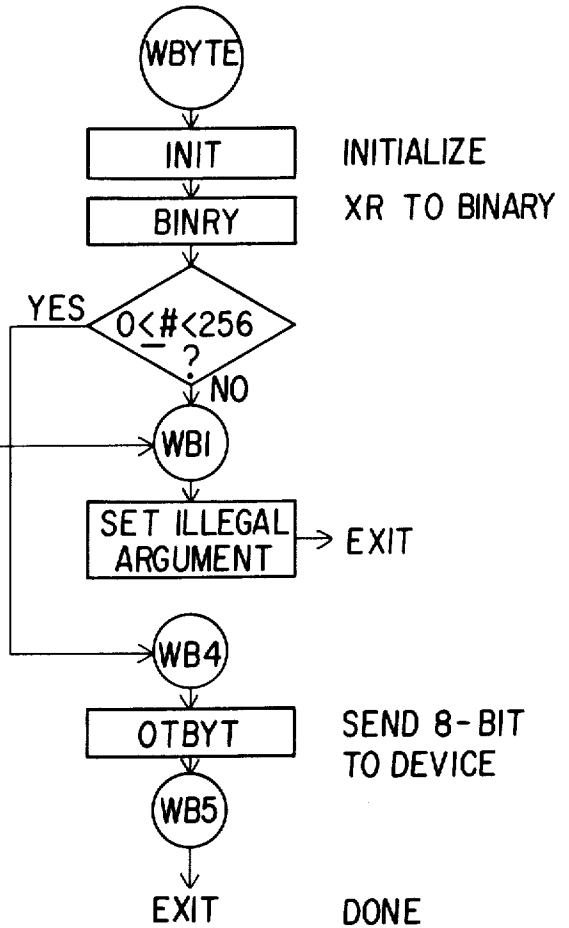 WBYTE
INIT INITIALIZE
BINRY XR TO BINARY
YES
0≤#<256
?
NO
WB1
SET ILLEGAL
ARGUMENT
EXIT
WB4
OTBYT
SEND 8-BIT
TO DEVICE
WB5
EXIT DONE